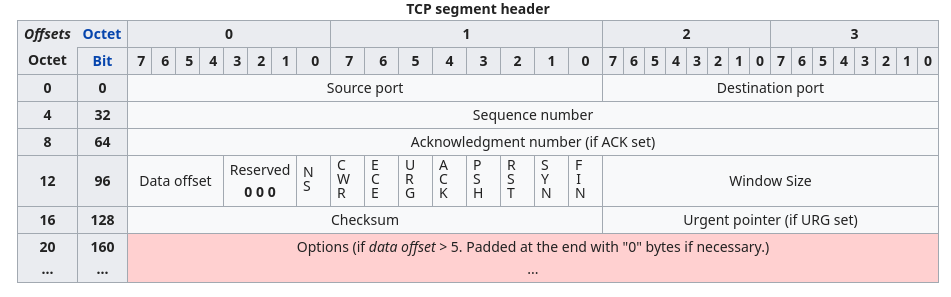 TCP segment header
Offsets Octet 0 1 2 3
Octet Bit 7 6 5 4 3 2 1 0 7 6 5 4 3 2 1 0 7 6 5 4 3 2 1 0 7 6 5 4 3 2 1 0
0 0 Source port Destination port
4 32 Sequence number
8 64 Acknowledgment number (if ACK set)
12 96 Data offset Reserved 0 0 0 NS CWR ECE URG ACK PSH RST SYN FIN Window Size
16 128 Checksum Urgent pointer (if URG set)
20 160 Options (if data offset > 5. Padded at the end with "0" bytes if necessary.)
... ... ...